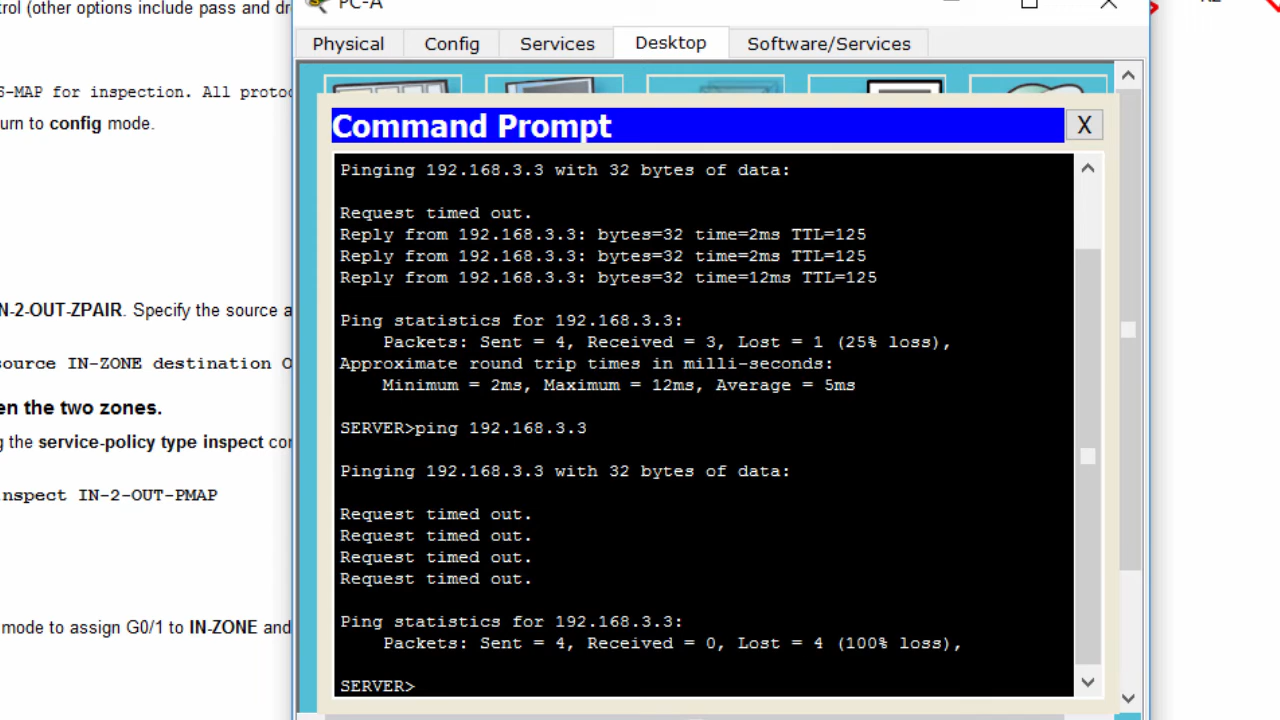 rol (other options include pass and dr
S-MAP for inspection. All protoc
urn to config mode.
N-2-OUT-ZPAIR. Specify the source a
source IN-ZONE destination O
en the two zones.
g the service-policy type inspect con
inspect IN-2-OUT-PMAP
mode to assign G0/1 to IN-ZONE and
PC-A
Physical
Config
Services
Desktop
Software/Services
Command Prompt
X
Pinging 192.168.3.3 with 32 bytes of data:
Request timed out.
Reply from 192.168.3.3: bytes=32 time=2ms TTL=125
Reply from 192.168.3.3: bytes=32 time=2ms TTL=125
Reply from 192.168.3.3: bytes=32 time=12ms TTL=125
Ping statistics for 192.168.3.3:
Packets: Sent = 4, Received = 3, Lost = 1 (25% loss),
Approximate round trip times in milli-seconds:
Minimum = 2ms, Maximum = 12ms, Average = 5ms
SERVER>ping 192.168.3.3
Pinging 192.168.3.3 with 32 bytes of data:
Request timed out.
Request timed out.
Request timed out.
Request timed out.
Ping statistics for 192.168.3.3:
Packets: Sent = 4, Received = 0, Lost = 4 (100% loss),
SERVER>